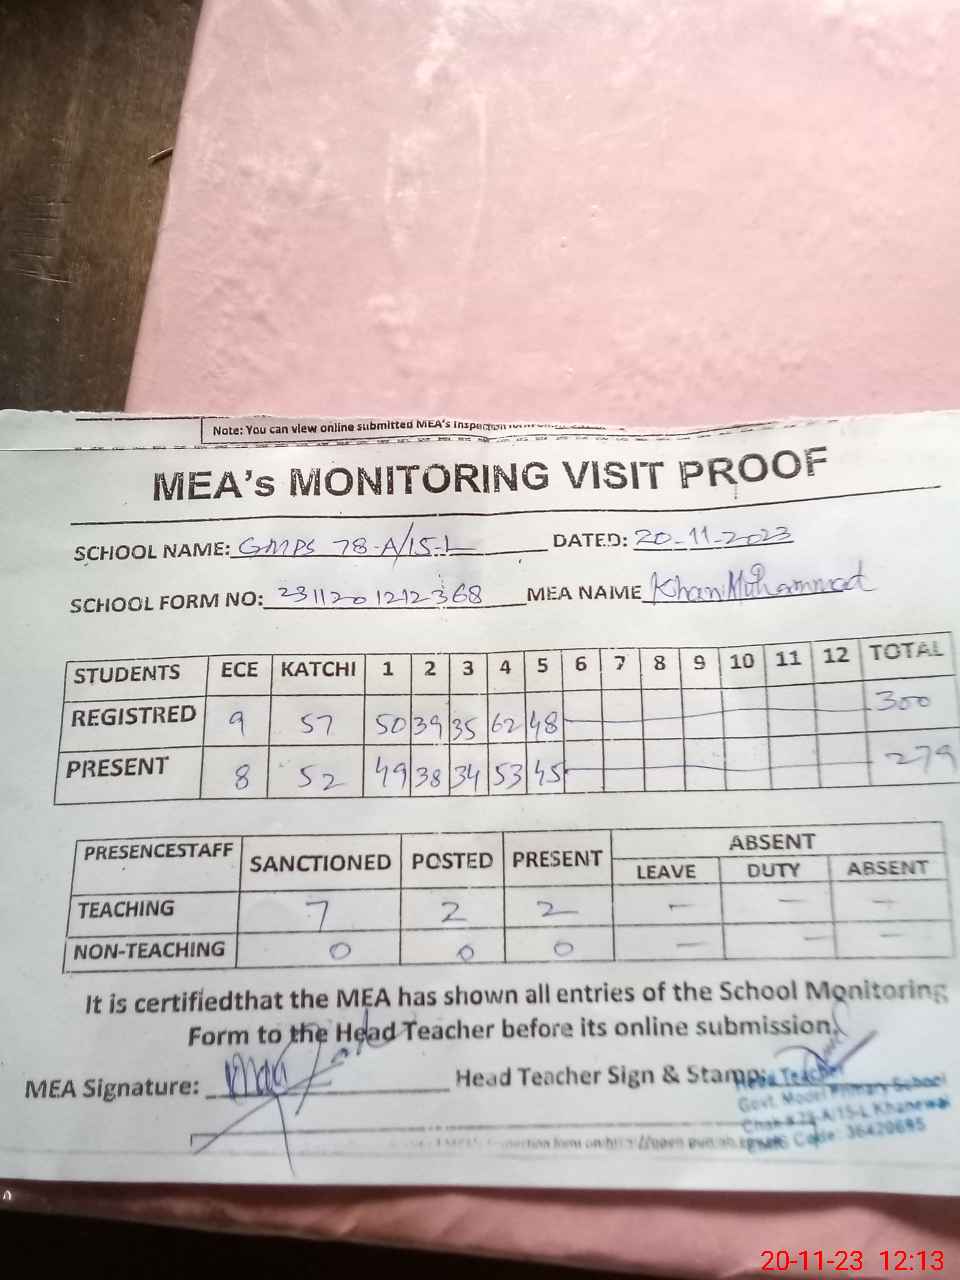 Note: You can view online submitted MEA's Inspection form
MEA's MONITORING VISIT PROOF
SCHOOL NAME: GMPS 78-A/15-L DATED: 20-11-2023
SCHOOL FORM NO: 2311201212368 MEA NAME Khan Muhammad
STUDENTS ECE KATCHI 1 2 3 4 5 6 7 8 9 10 11 12 TOTAL
REGISTRED 9 57 50 39 35 62 48 300
PRESENT 8 52 49 38 34 53 45 279
PRESENCESTAFF SANCTIONED POSTED PRESENT ABSENT
LEAVE DUTY ABSENT
TEACHING 7 2 2 - - -
NON-TEACHING 0 0 0 - - -
It is certifiedthat the MEA has shown all entries of the School Monitoring
Form to the Head Teacher before its online submission.
MEA Signature: Head Teacher Sign & Stamp:
Head Teacher
Govt. Model Primary School
Chak # 78-A/15-L Khanewal
Code: 36420695
20-11-23 12:13